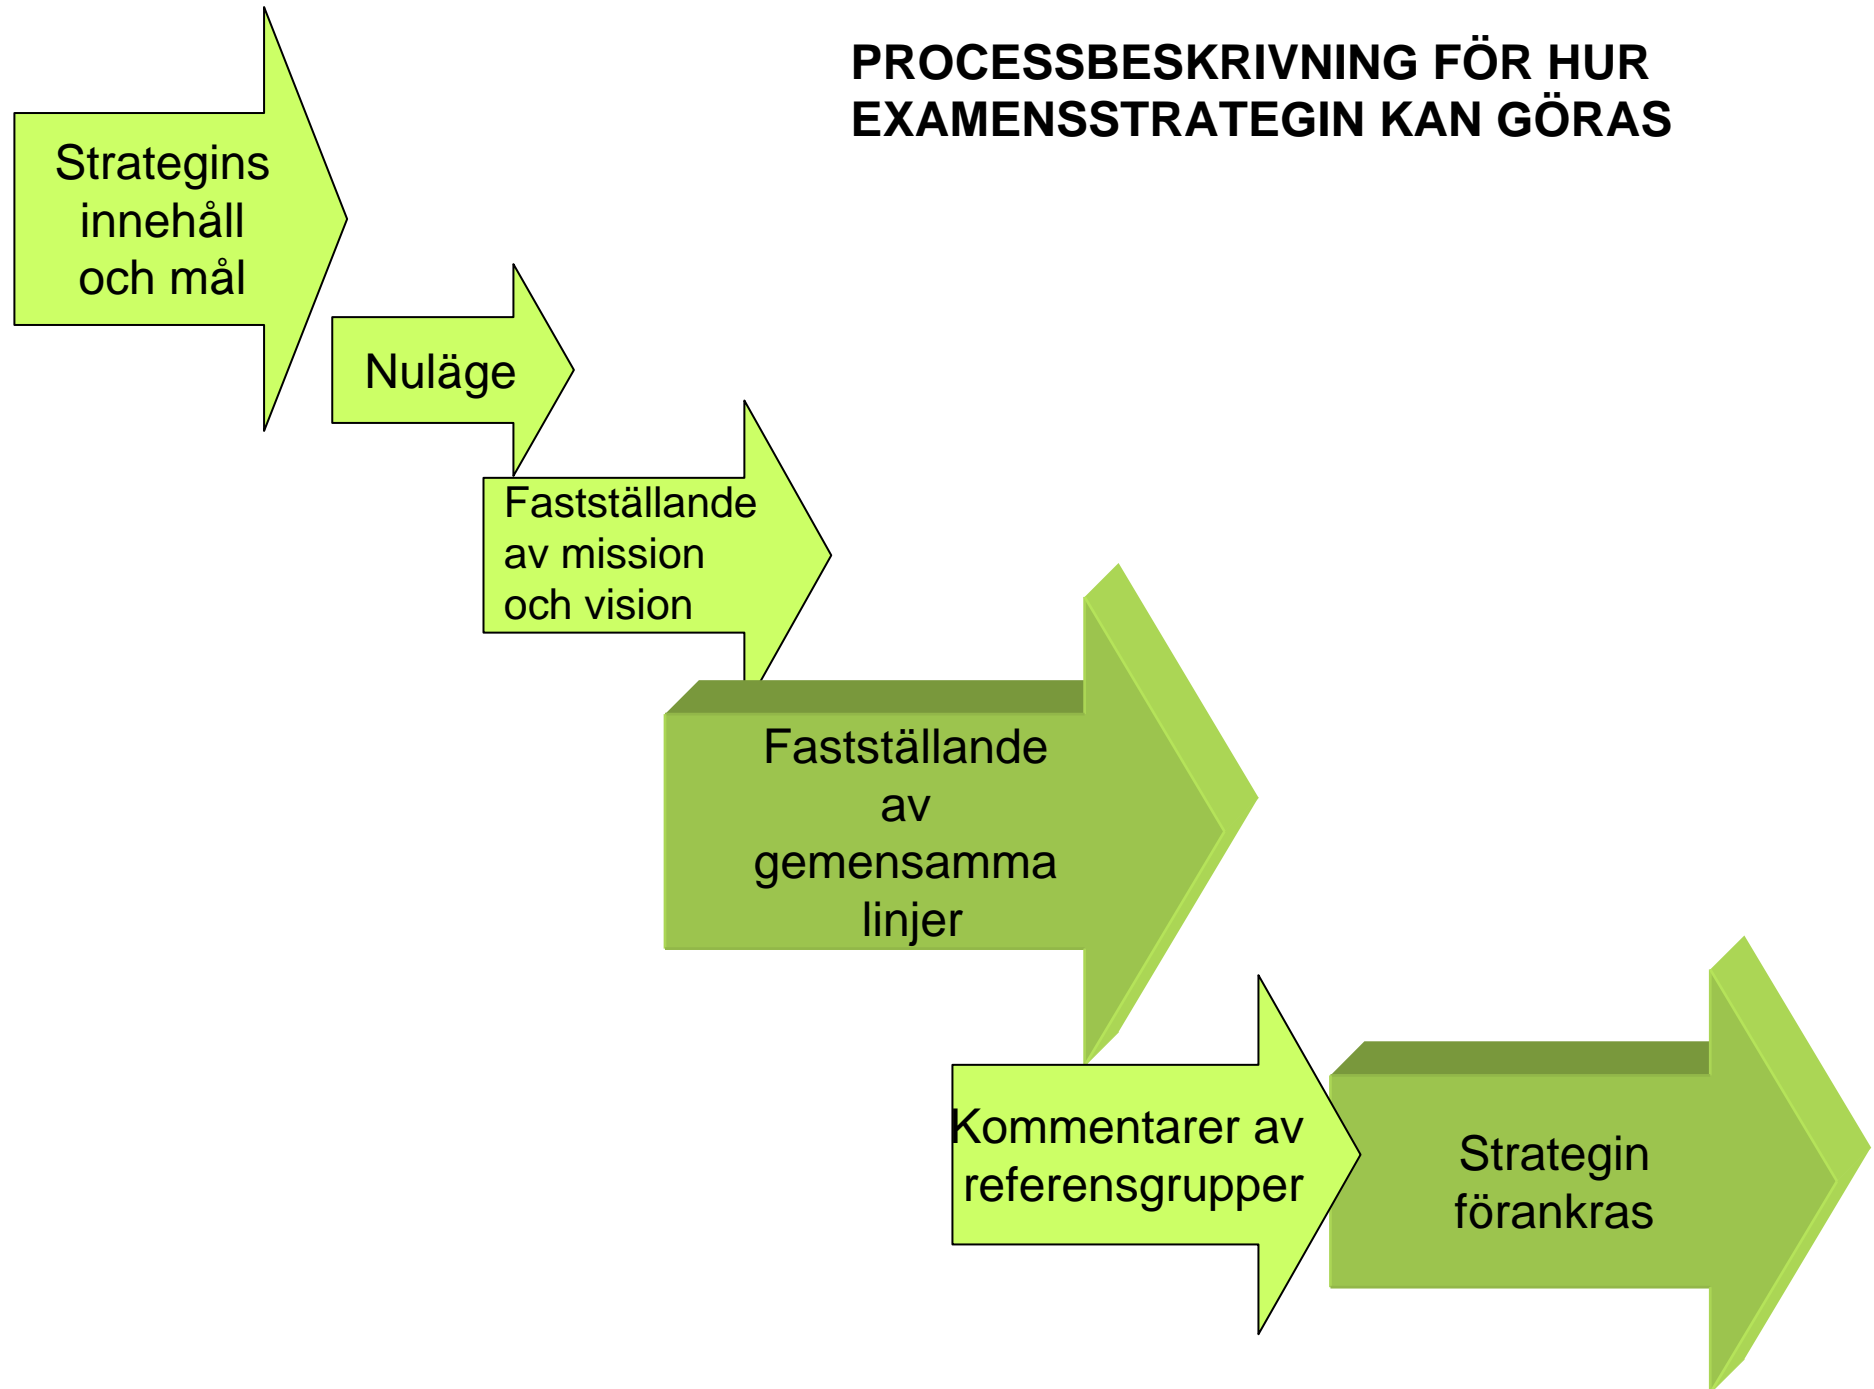 PROCESSBESKRIVNING FÖR HUR
EXAMENSSTRATEGIN KAN GÖRAS
Strategins
innehåll
och mål
Nuläge
Fastställande
av mission
och vision
Fastställande
av
gemensamma
linjer
Kommentarer av
referensgrupper
Strategin
förankras